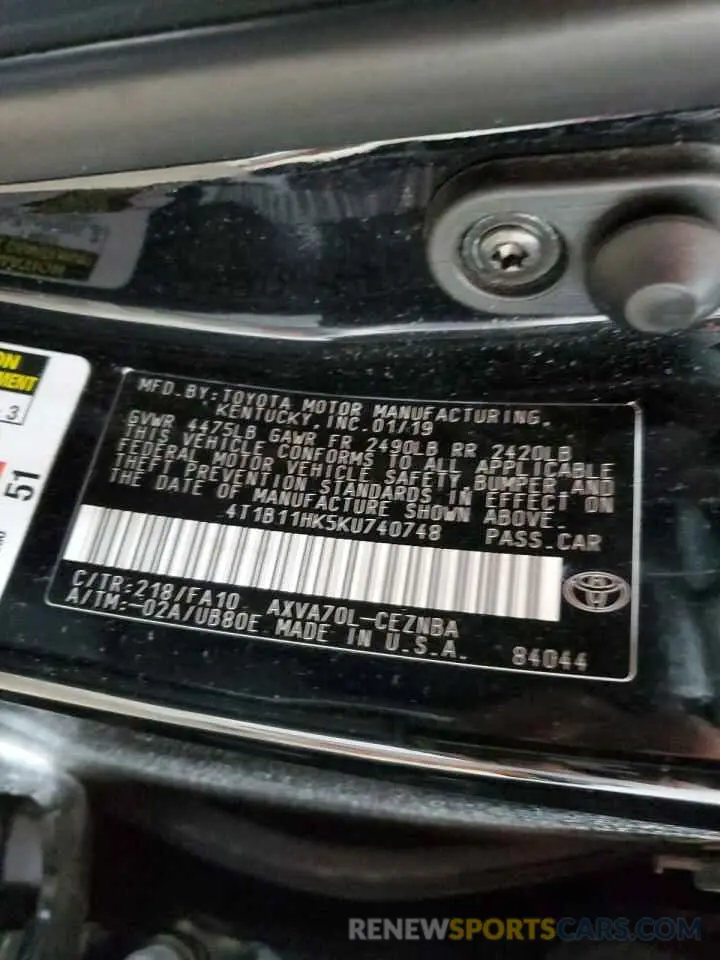 ON
EMENT
3
51
MFD.BY:TOYOTA MOTOR MANUFACTURING,
KENTUCKY, INC. 01/19
GVWR 4475LB GAWR FR 2490LB RR 2420LB
THIS VEHICLE CONFORMS TO ALL APPLICABLE
FEDERAL MOTOR VEHICLE SAFETY,BUMPER AND
THEFT PREVENTION STANDARDS IN EFFECT ON
THE DATE OF MANUFACTURE SHOWN ABOVE.
4T1B11HK5KU740748 PASS.CAR
C/TR:218/FA10 AXVA70L-CEZNBA
A/TM:-02A/UB80E MADE IN U.S.A. 84044
RENEWSPORTSCARS.COM